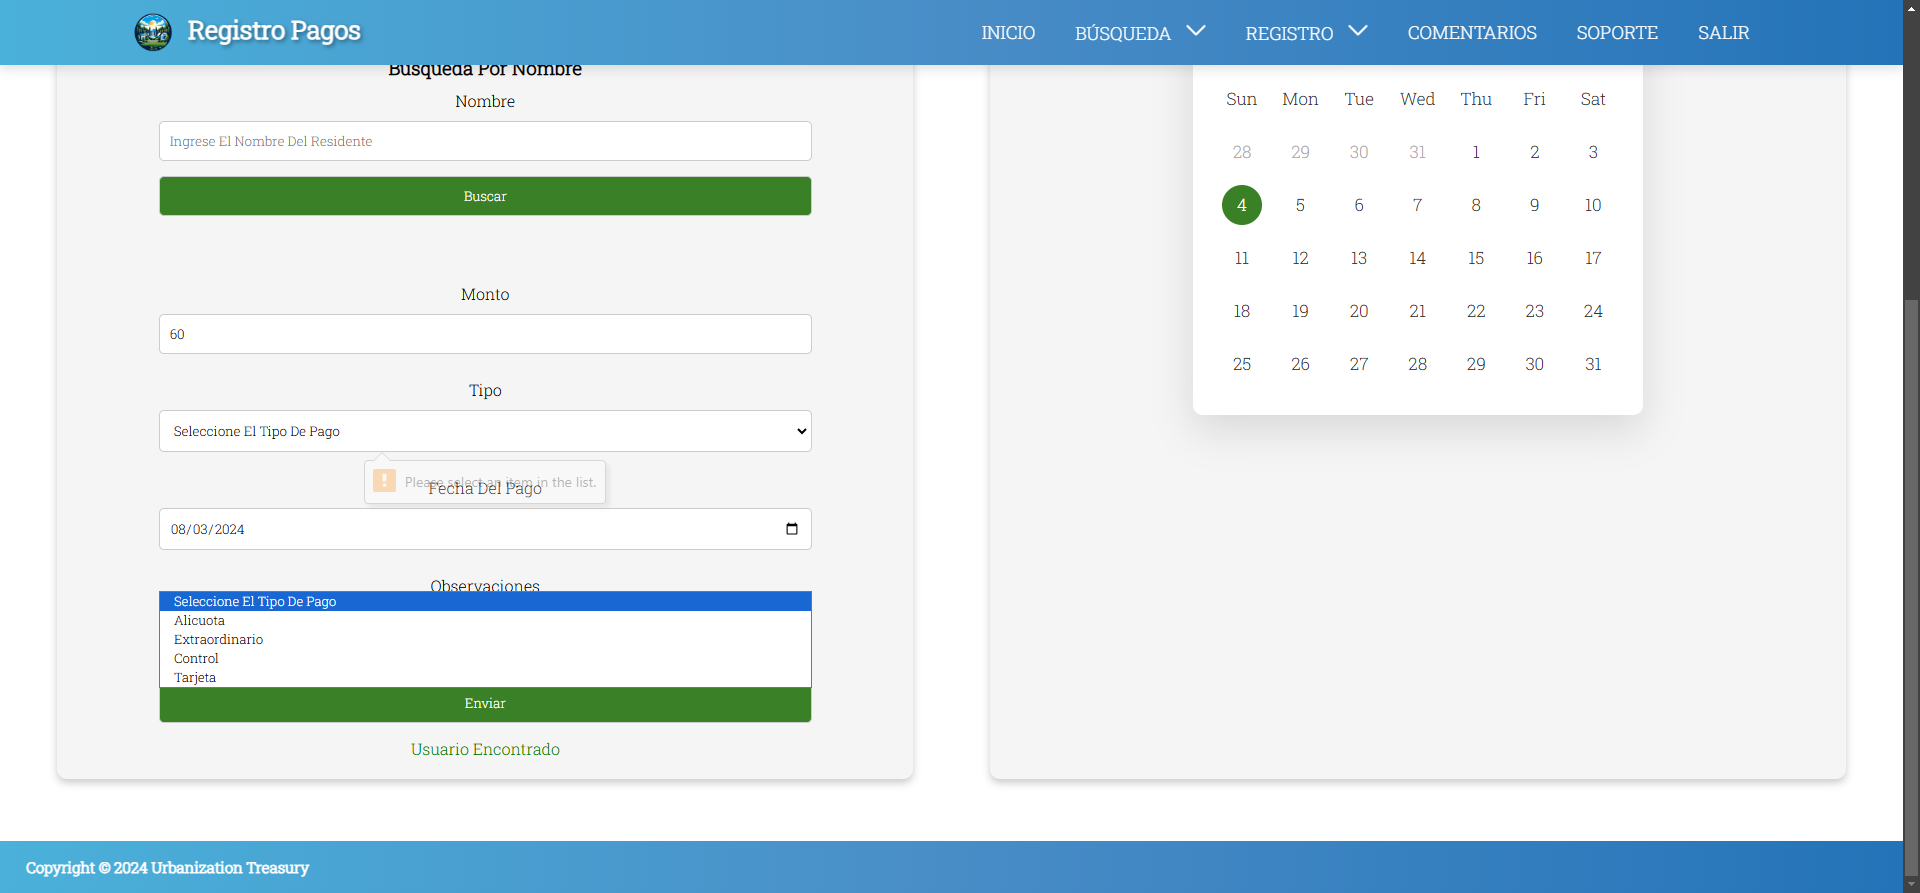 Registro Pagos
INICIO
BÚSQUEDA
REGISTRO
COMENTARIOS
SOPORTE
SALIR
Búsqueda Por Nombre
Nombre
Ingrese El Nombre Del Residente
Buscar
Monto
60
Tipo
Seleccione El Tipo De Pago
Please select an item in the list.
Fecha Del Pago
08/03/2024
Observaciones
Seleccione El Tipo De Pago
Alicuota
Extraordinario
Control
Tarjeta
Enviar
Usuario Encontrado
Sun Mon Tue Wed Thu Fri Sat
28 29 30 31 1 2 3
4 5 6 7 8 9 10
11 12 13 14 15 16 17
18 19 20 21 22 23 24
25 26 27 28 29 30 31
Copyright © 2024 Urbanization Treasury